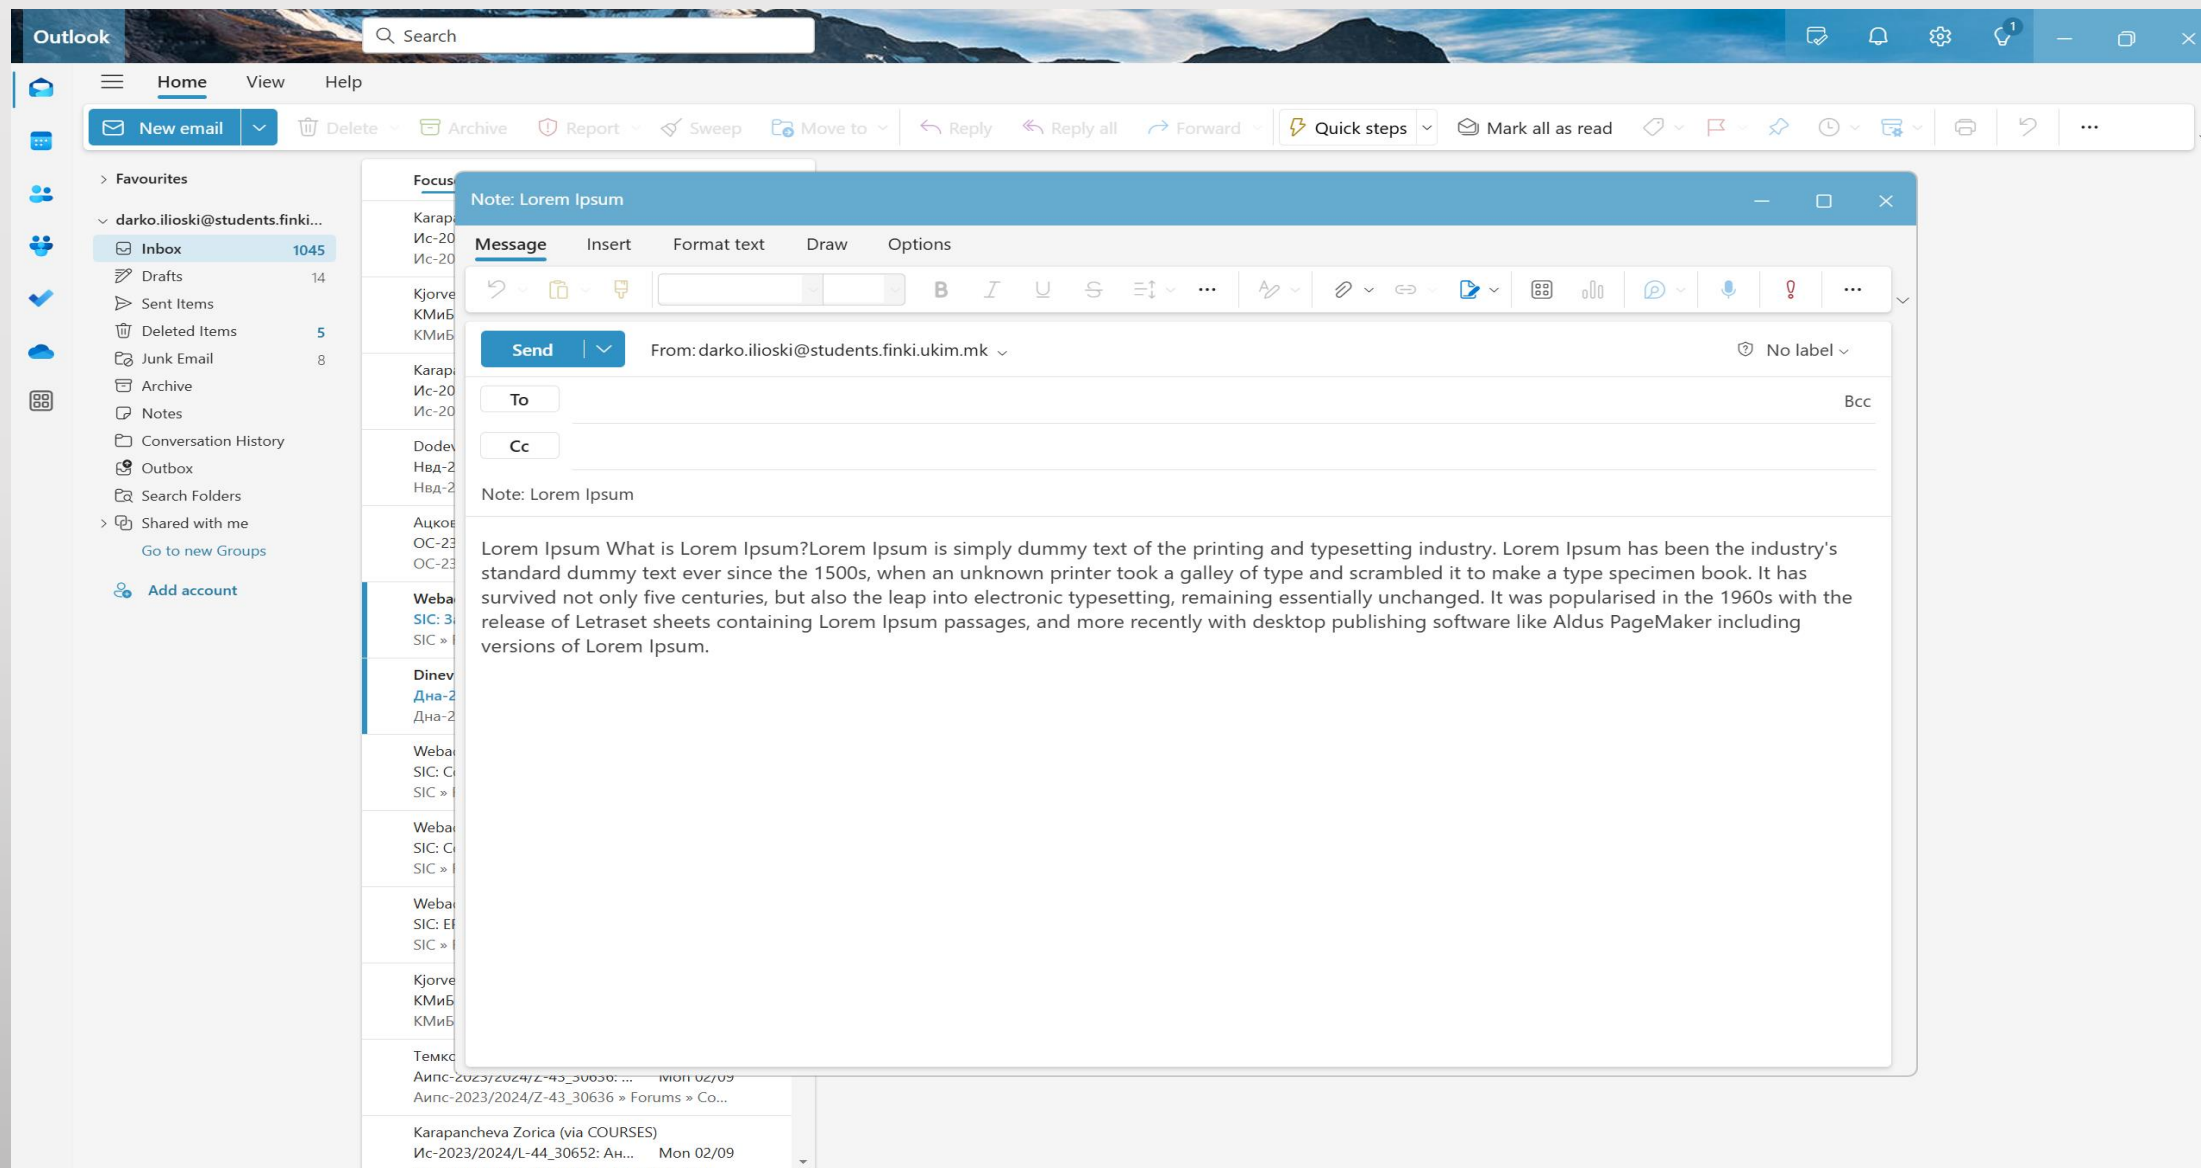 Outlook
Search
1
Home View Help
New email Delete Archive Report Sweep Move to Reply Reply all Forward Quick steps Mark all as read
Favourites
darko.ilioski@students.finki...
Inbox 1045
Drafts 14
Sent Items
Deleted Items 5
Junk Email 8
Archive
Notes
Conversation History
Outbox
Search Folders
Shared with me
Go to new Groups
Add account
Note: Lorem Ipsum
Message Insert Format text Draw Options
Send From: darko.ilioski@students.finki.ukim.mk No label
To Bcc
Cc
Note: Lorem Ipsum
Lorem Ipsum What is Lorem Ipsum?Lorem Ipsum is simply dummy text of the printing and typesetting industry. Lorem Ipsum has been the industry's
standard dummy text ever since the 1500s, when an unknown printer took a galley of type and scrambled it to make a type specimen book. It has
survived not only five centuries, but also the leap into electronic typesetting, remaining essentially unchanged. It was popularised in the 1960s with the
release of Letraset sheets containing Lorem Ipsum passages, and more recently with desktop publishing software like Aldus PageMaker including
versions of Lorem Ipsum.
Аипс-2023/2024/Z-43_30636: ... Mon 02/09
Аипс-2023/2024/Z-43_30636 » Forums » Co...
Karapancheva Zorica (via COURSES)
Ис-2023/2024/L-44_30652: Ан... Mon 02/09